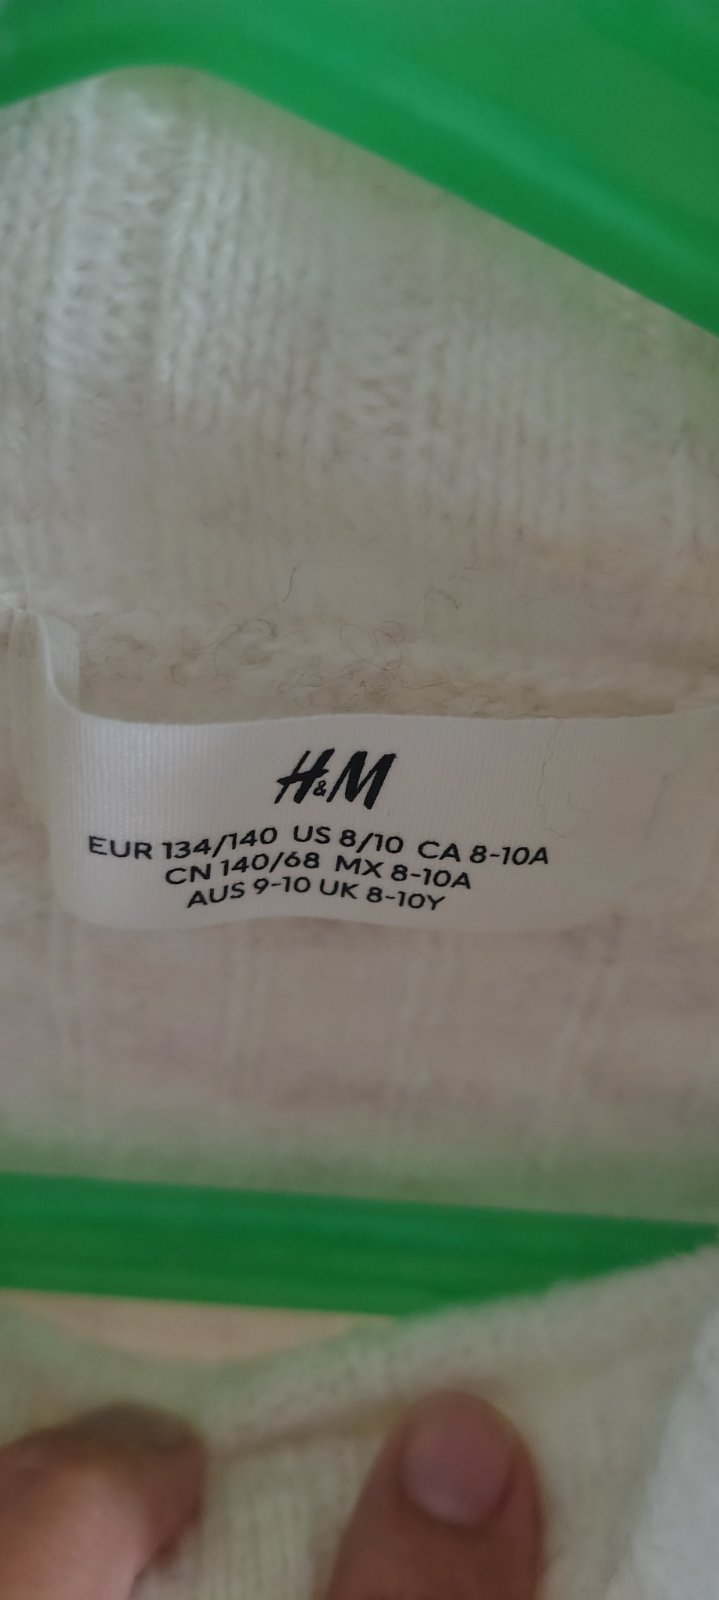 H&M
EUR 134/140 US 8/10 CA 8-10A
CN 140/68 MX 8-10A
AUS 9-10 UK 8-10Y